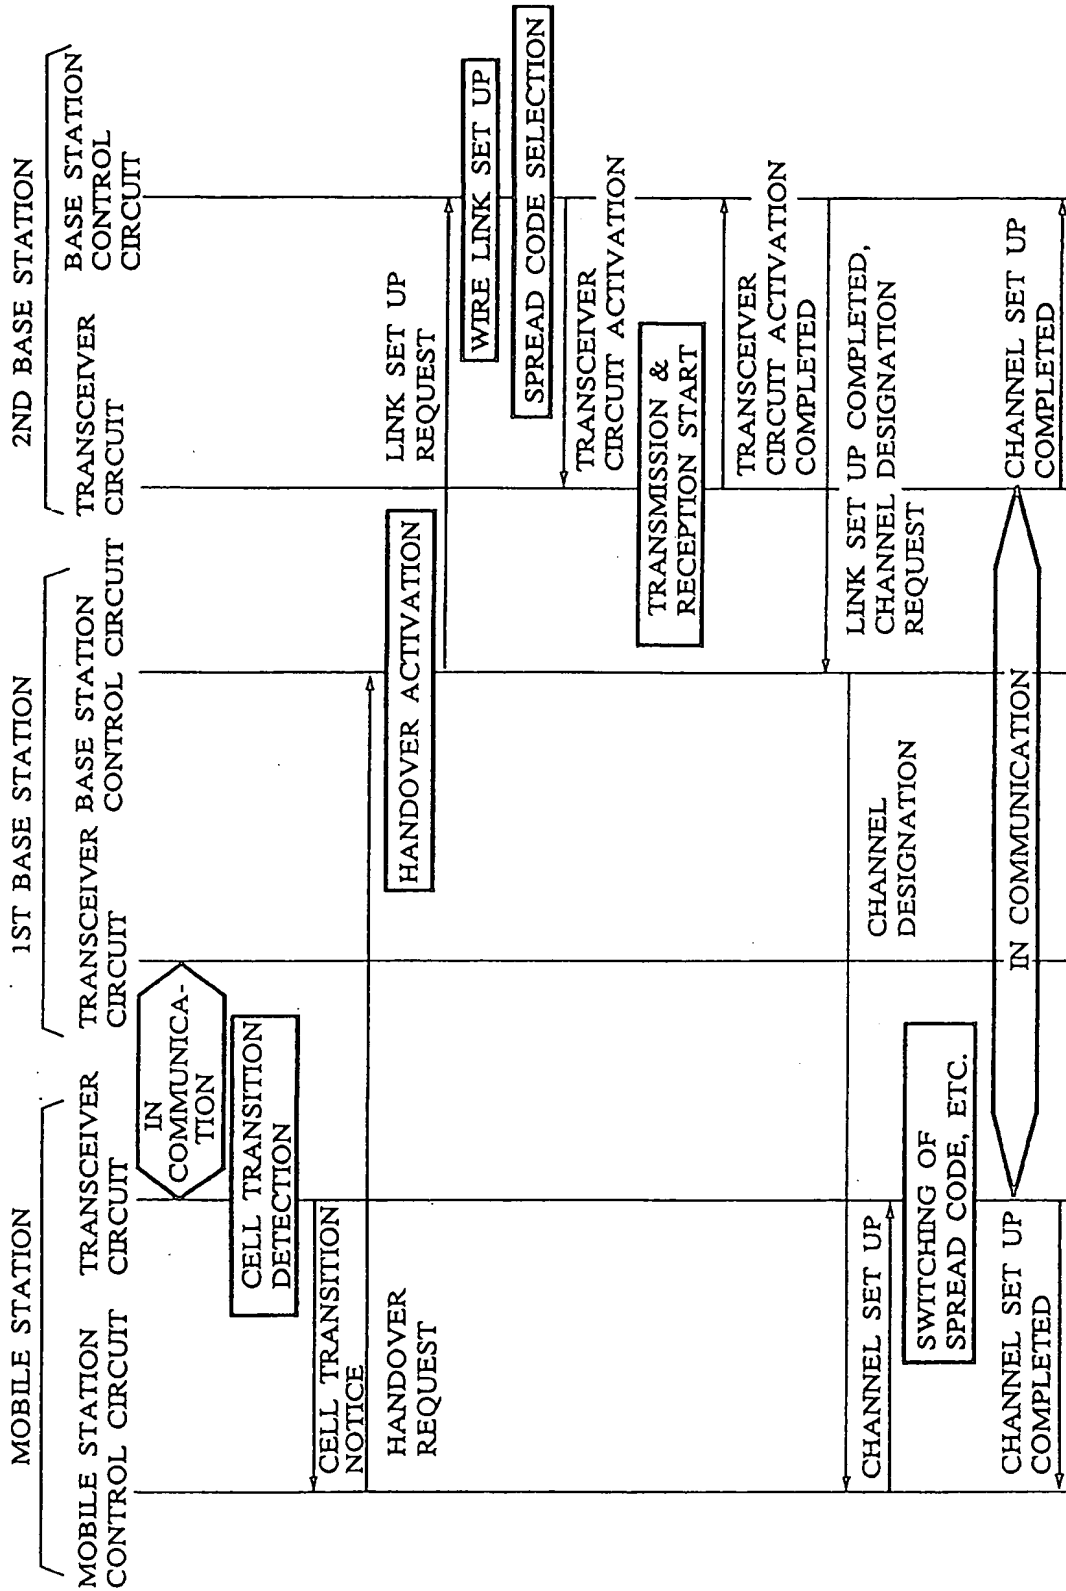 MOBILE STATION
1ST BASE STATION
2ND BASE STATION
MOBILE STATION
CONTROL CIRCUIT
TRANSCEIVER
CIRCUIT
TRANSCEIVER
CIRCUIT
BASE STATION
CONTROL CIRCUIT
TRANSCEIVER
CIRCUIT
BASE STATION
CONTROL
CIRCUIT
IN
COMMUNICA-
TION
CELL TRANSITION
DETECTION
CELL TRANSITION
NOTICE
HANDOVER
REQUEST
HANDOVER ACTIVATION
LINK SET UP
REQUEST
WIRE LINK SET UP
SPREAD CODE SELECTION
TRANSCEIVER
CIRCUIT ACTIVATION
TRANSMISSION &
RECEPTION START
TRANSCEIVER
CIRCUIT ACTIVATION
COMPLETED
LINK SET UP COMPLETED,
CHANNEL DESIGNATION
REQUEST
CHANNEL
DESIGNATION
CHANNEL SET UP
SWITCHING OF
SPREAD CODE, ETC.
IN COMMUNICATION
CHANNEL SET UP
COMPLETED
CHANNEL SET UP
COMPLETED